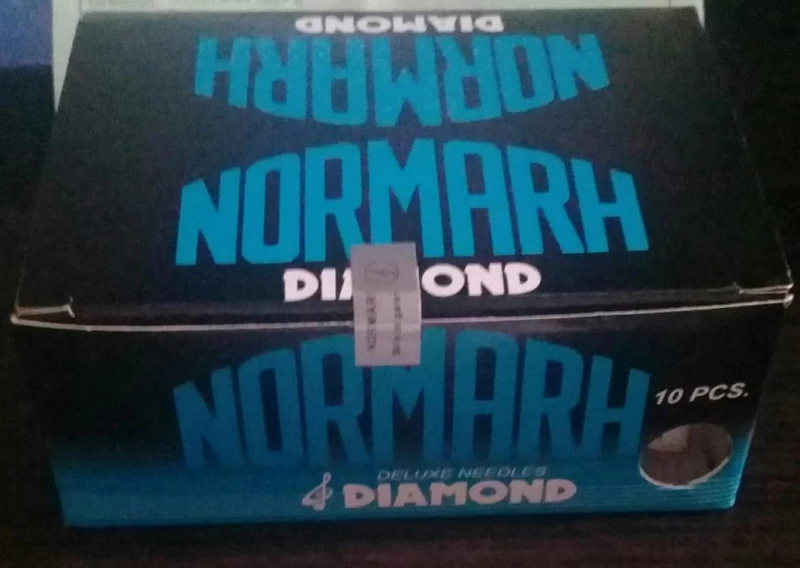 DIAMOND
NORMARH
NORMARH
DIAMOND
NORMARH
10 PCS.
DELUXE NEEDLES
DIAMOND